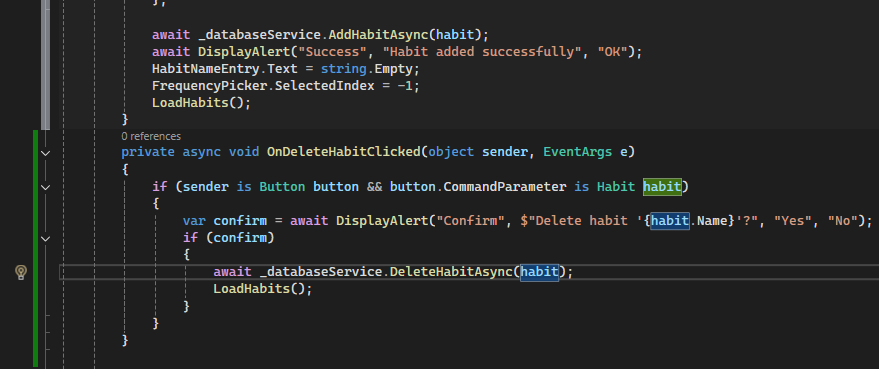 };
await _databaseService.AddHabitAsync(habit);
await DisplayAlert("Success", "Habit added successfully", "OK");
HabitNameEntry.Text = string.Empty;
FrequencyPicker.SelectedIndex = -1;
LoadHabits();
}
0 references
private async void OnDeleteHabitClicked(object sender, EventArgs e)
{
if (sender is Button button && button.CommandParameter is Habit habit)
{
var confirm = await DisplayAlert("Confirm", $"Delete habit '{habit.Name}'?", "Yes", "No");
if (confirm)
{
await _databaseService.DeleteHabitAsync(habit);
LoadHabits();
}
}
}